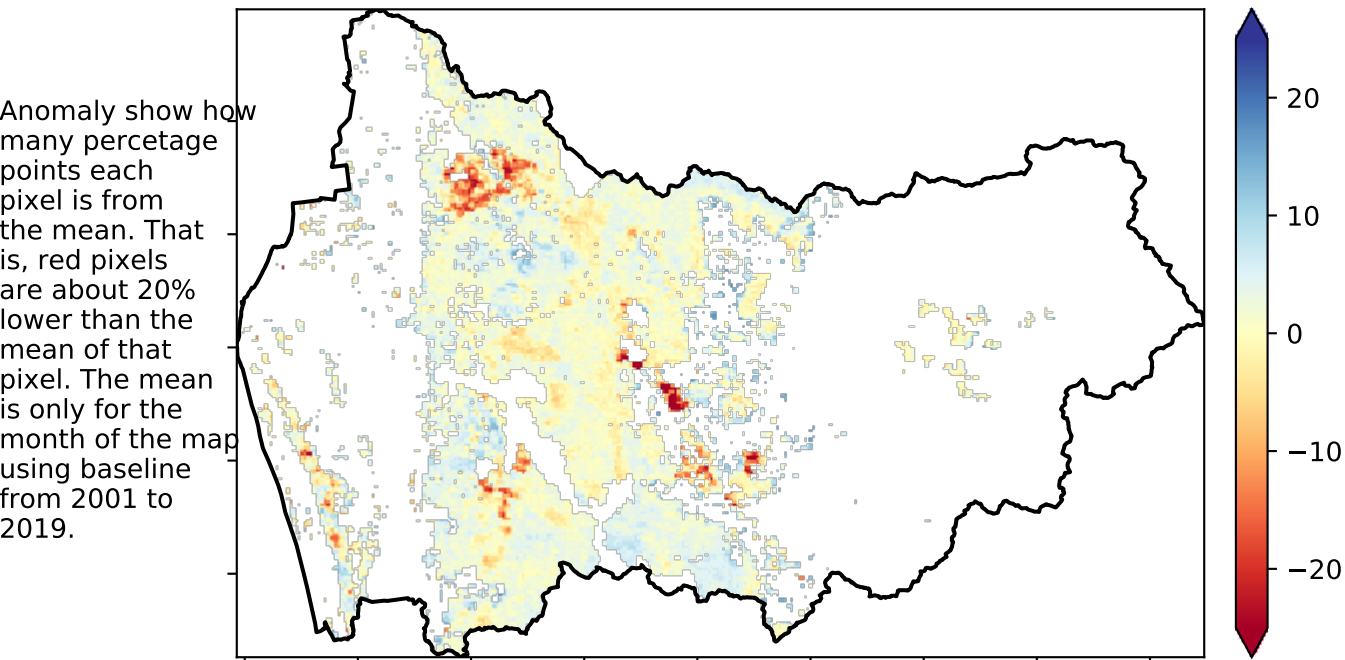 Anomaly show how
many percetage
points each
pixel is from
the mean. That
is, red pixels
are about 20%
lower than the
mean of that
pixel. The mean
is only for the
month of the map
using baseline
from 2001 to
2019.
20
10
0
−10
−20